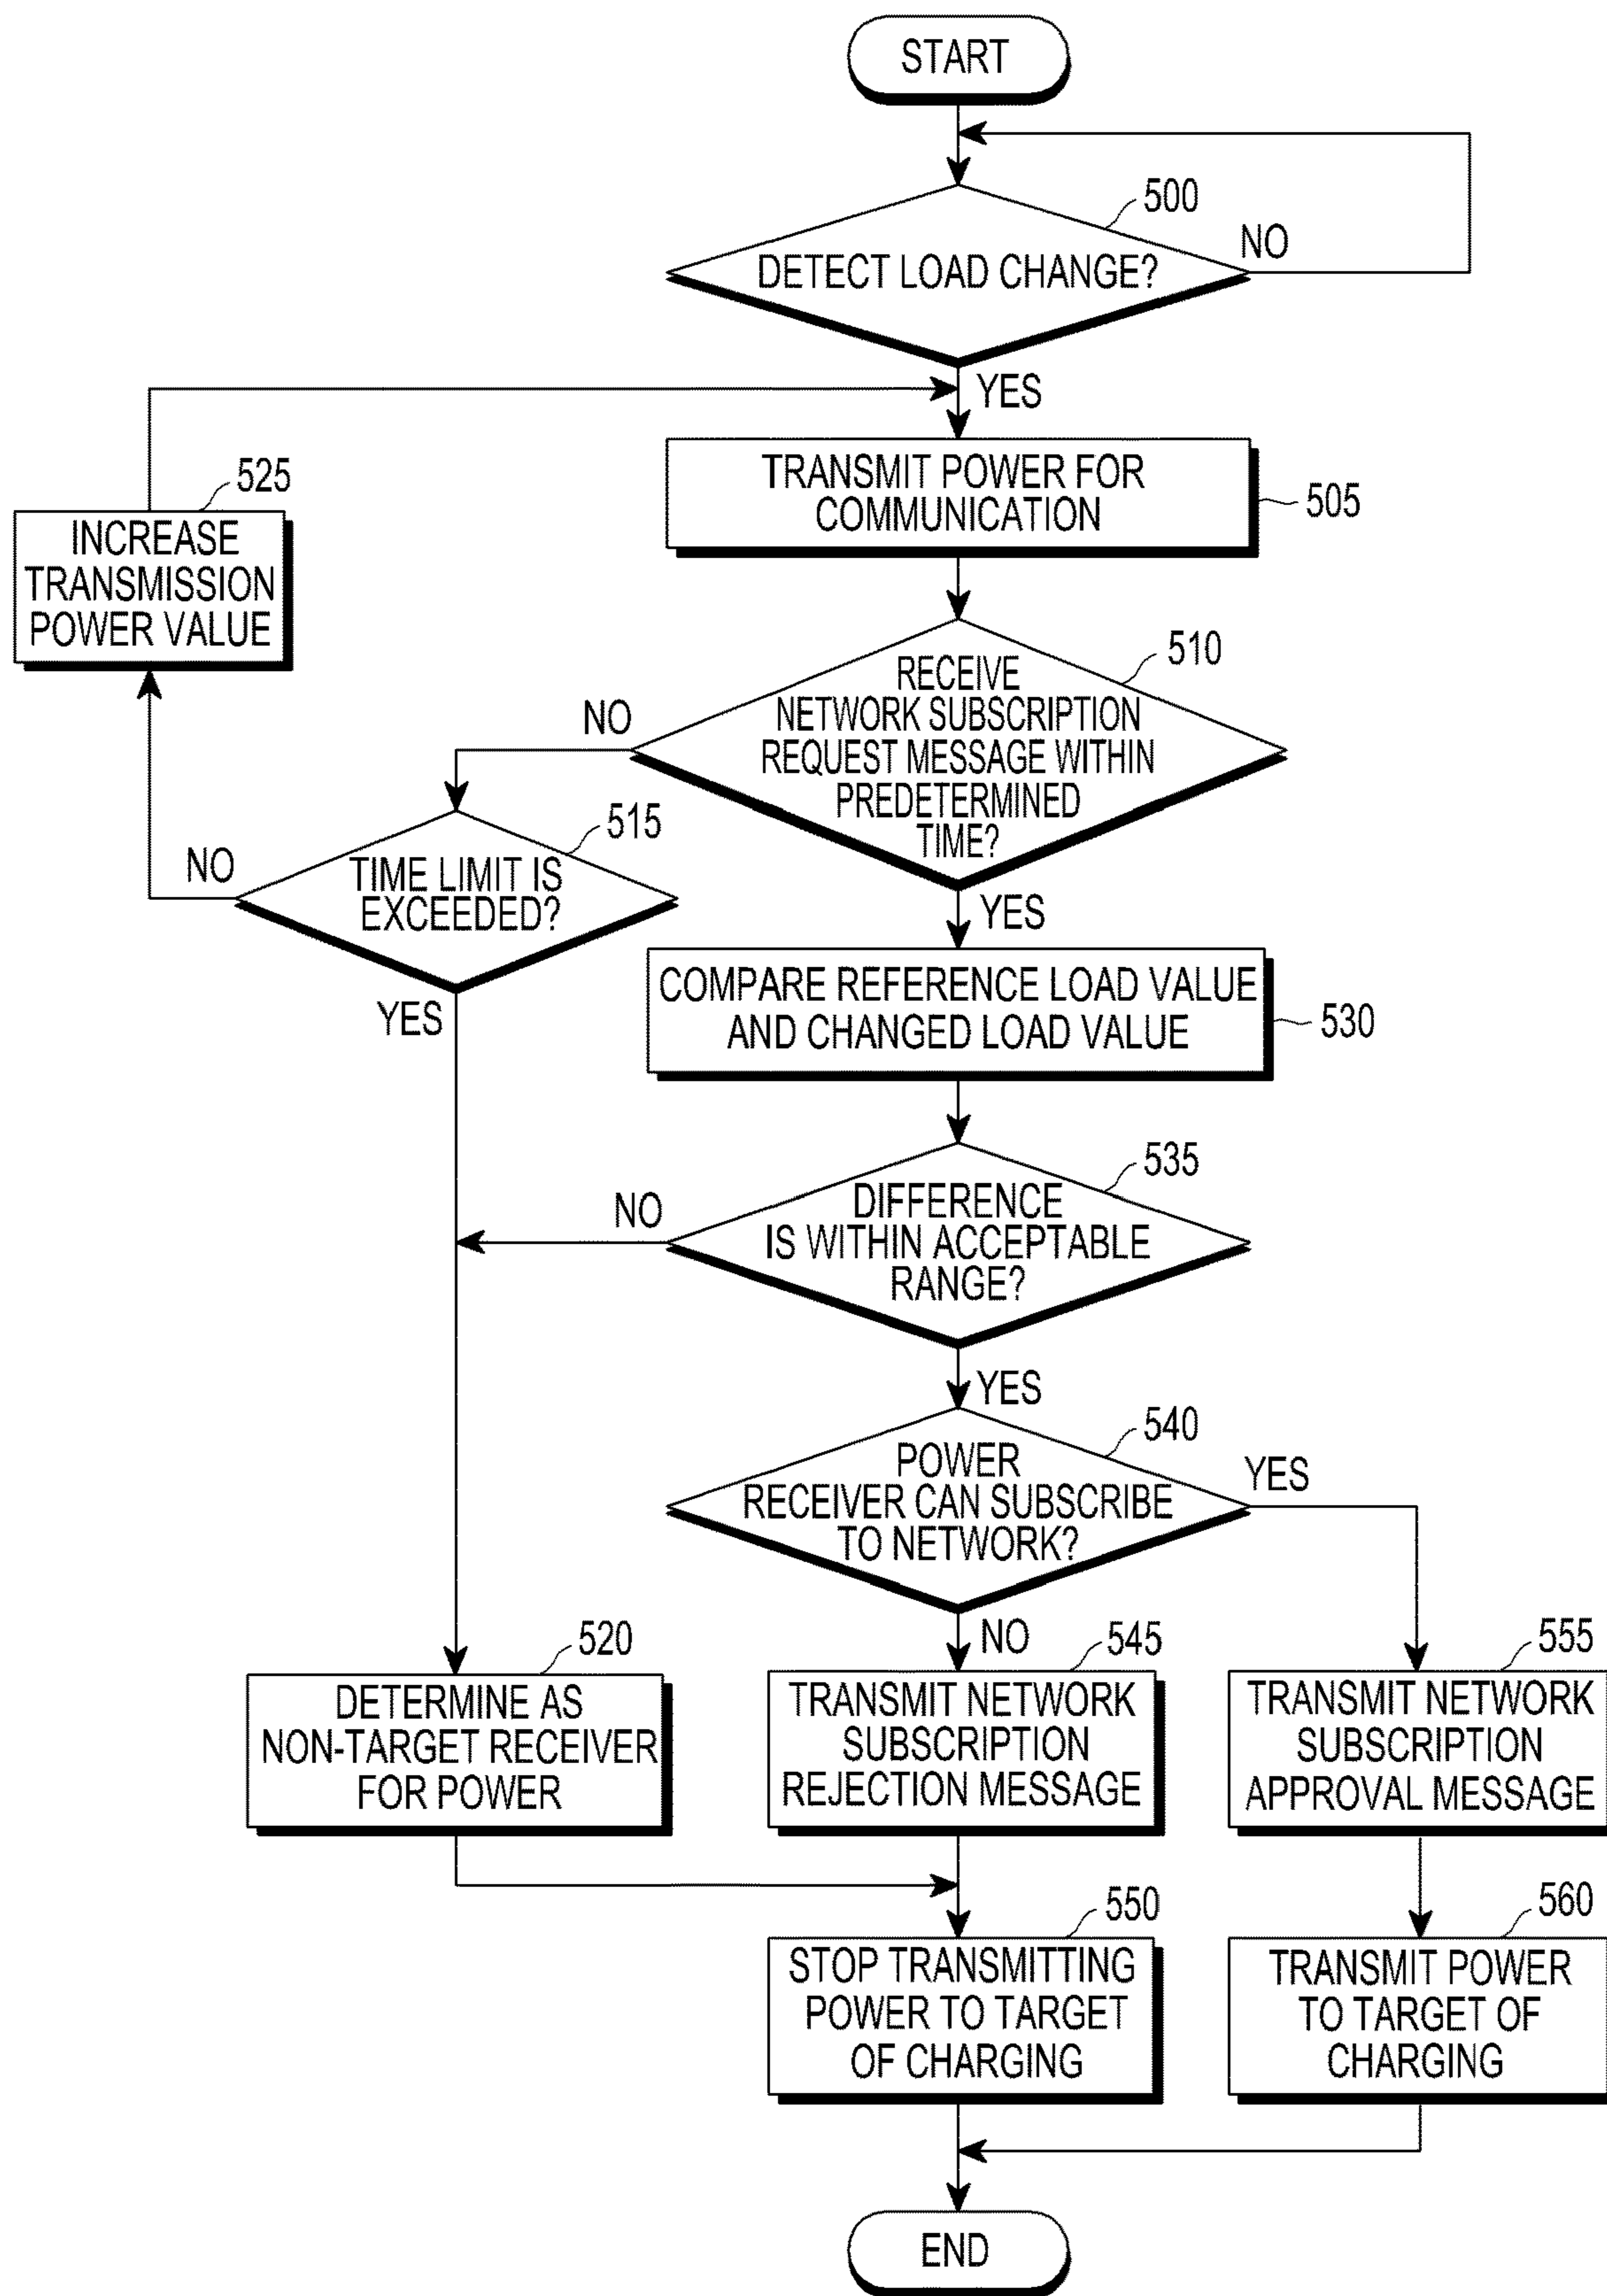 START
500
DETECT LOAD CHANGE?
NO
YES
525
INCREASE
TRANSMISSION
POWER VALUE
TRANSMIT POWER FOR
COMMUNICATION
505
510
RECEIVE
NETWORK SUBSCRIPTION
REQUEST MESSAGE WITHIN
PREDETERMINED
TIME?
NO
515
TIME LIMIT IS
EXCEEDED?
NO
YES
YES
COMPARE REFERENCE LOAD VALUE
AND CHANGED LOAD VALUE
530
535
DIFFERENCE
IS WITHIN ACCEPTABLE
RANGE?
NO
YES
540
POWER
RECEIVER CAN SUBSCRIBE
TO NETWORK?
YES
NO
520
DETERMINE AS
NON-TARGET RECEIVER
FOR POWER
545
TRANSMIT NETWORK
SUBSCRIPTION
REJECTION MESSAGE
555
TRANSMIT NETWORK
SUBSCRIPTION
APPROVAL MESSAGE
550
STOP TRANSMITTING
POWER TO TARGET
OF CHARGING
560
TRANSMIT POWER
TO TARGET OF
CHARGING
END